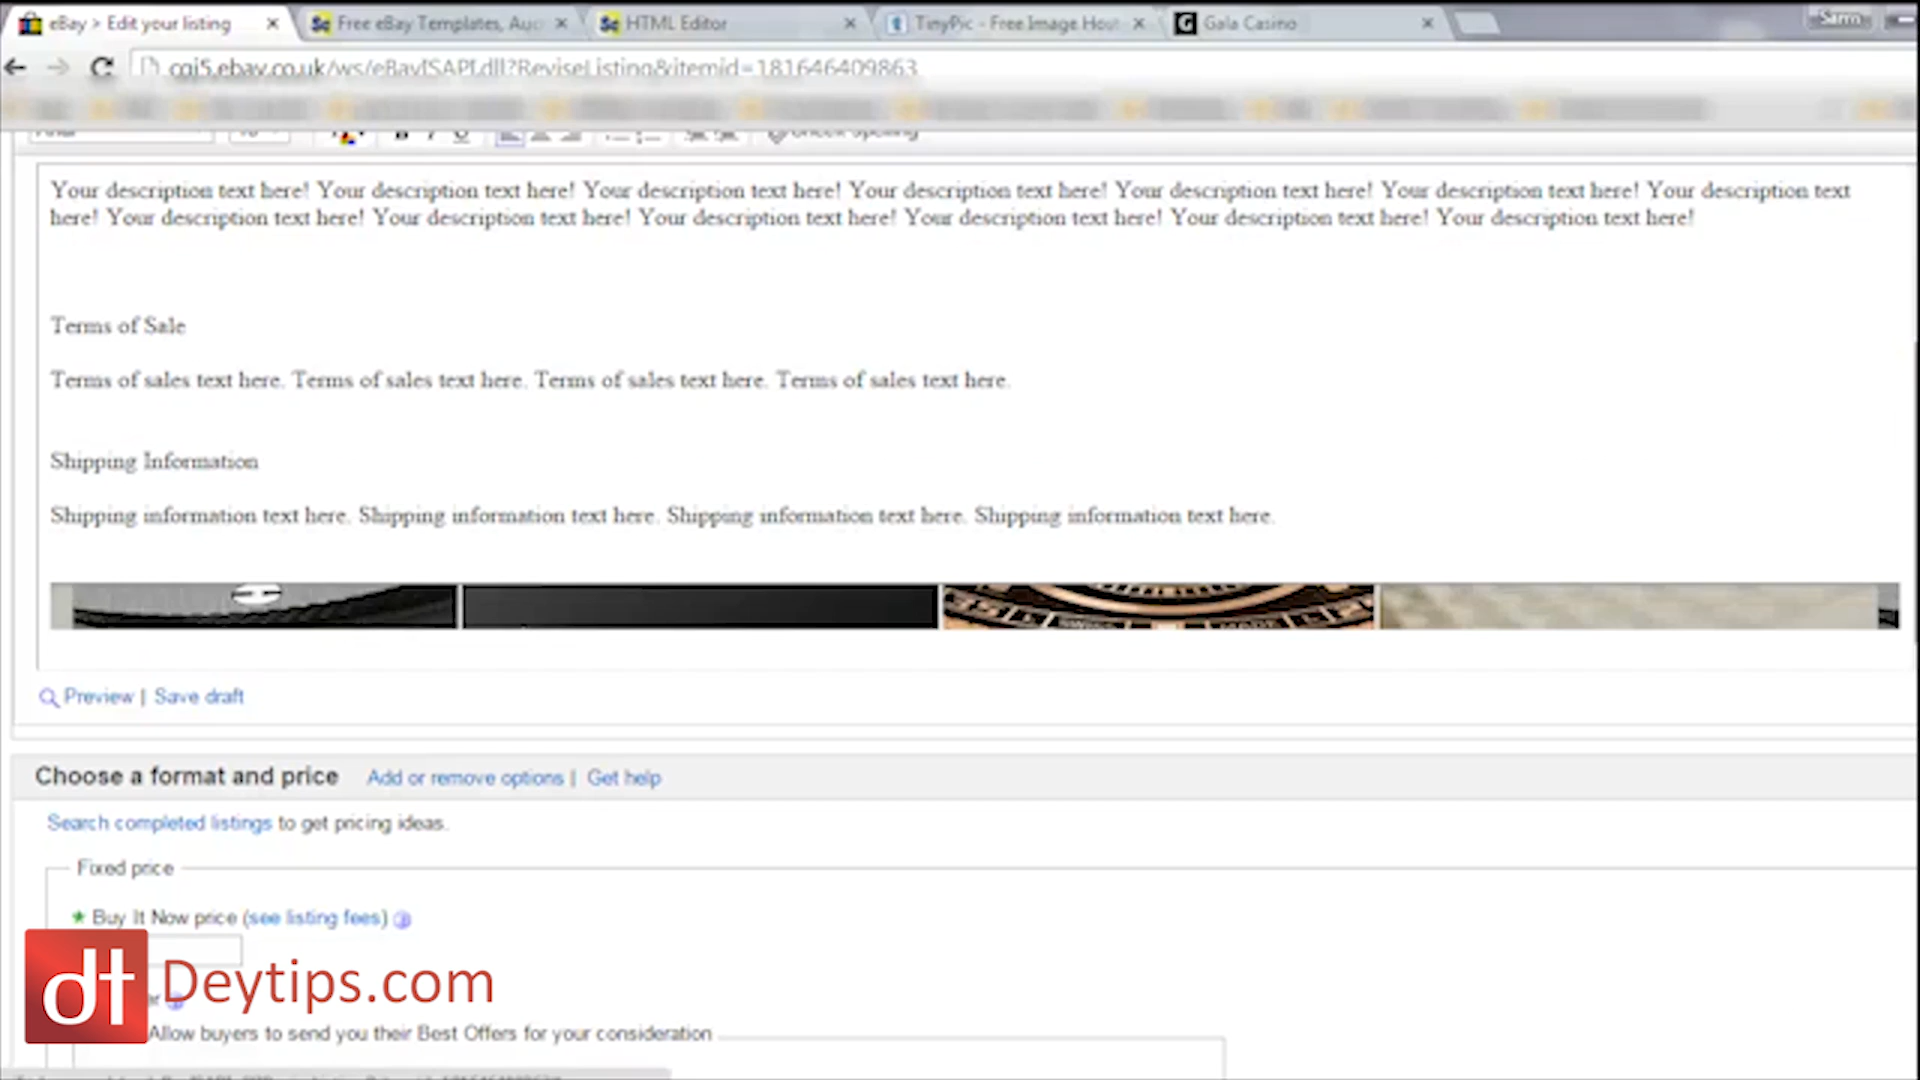 eBay > Edit your listing
Free eBay Templates, Auc
HTML Editor
TinyPic - Free Image Host
Gala Casino
Sam
cgi5.ebay.co.uk/ws/eBayISAPI.dll?ReviseListing&itemid=181646409863
Check Spelling
Your description text here! Your description text here! Your description text here! Your description text here! Your description text here! Your description text here! Your description text
here! Your description text here! Your description text here! Your description text here! Your description text here! Your description text here! Your description text here!
Terms of Sale
Terms of sales text here. Terms of sales text here. Terms of sales text here. Terms of sales text here.
Shipping Information
Shipping information text here. Shipping information text here. Shipping information text here. Shipping information text here.
SWISS MADE
Preview | Save draft
Choose a format and price Add or remove options | Get help
Search completed listings to get pricing ideas.
Fixed price
* Buy It Now price (see listing fees)
dt Deytips.com
Allow buyers to send you their Best Offers for your consideration